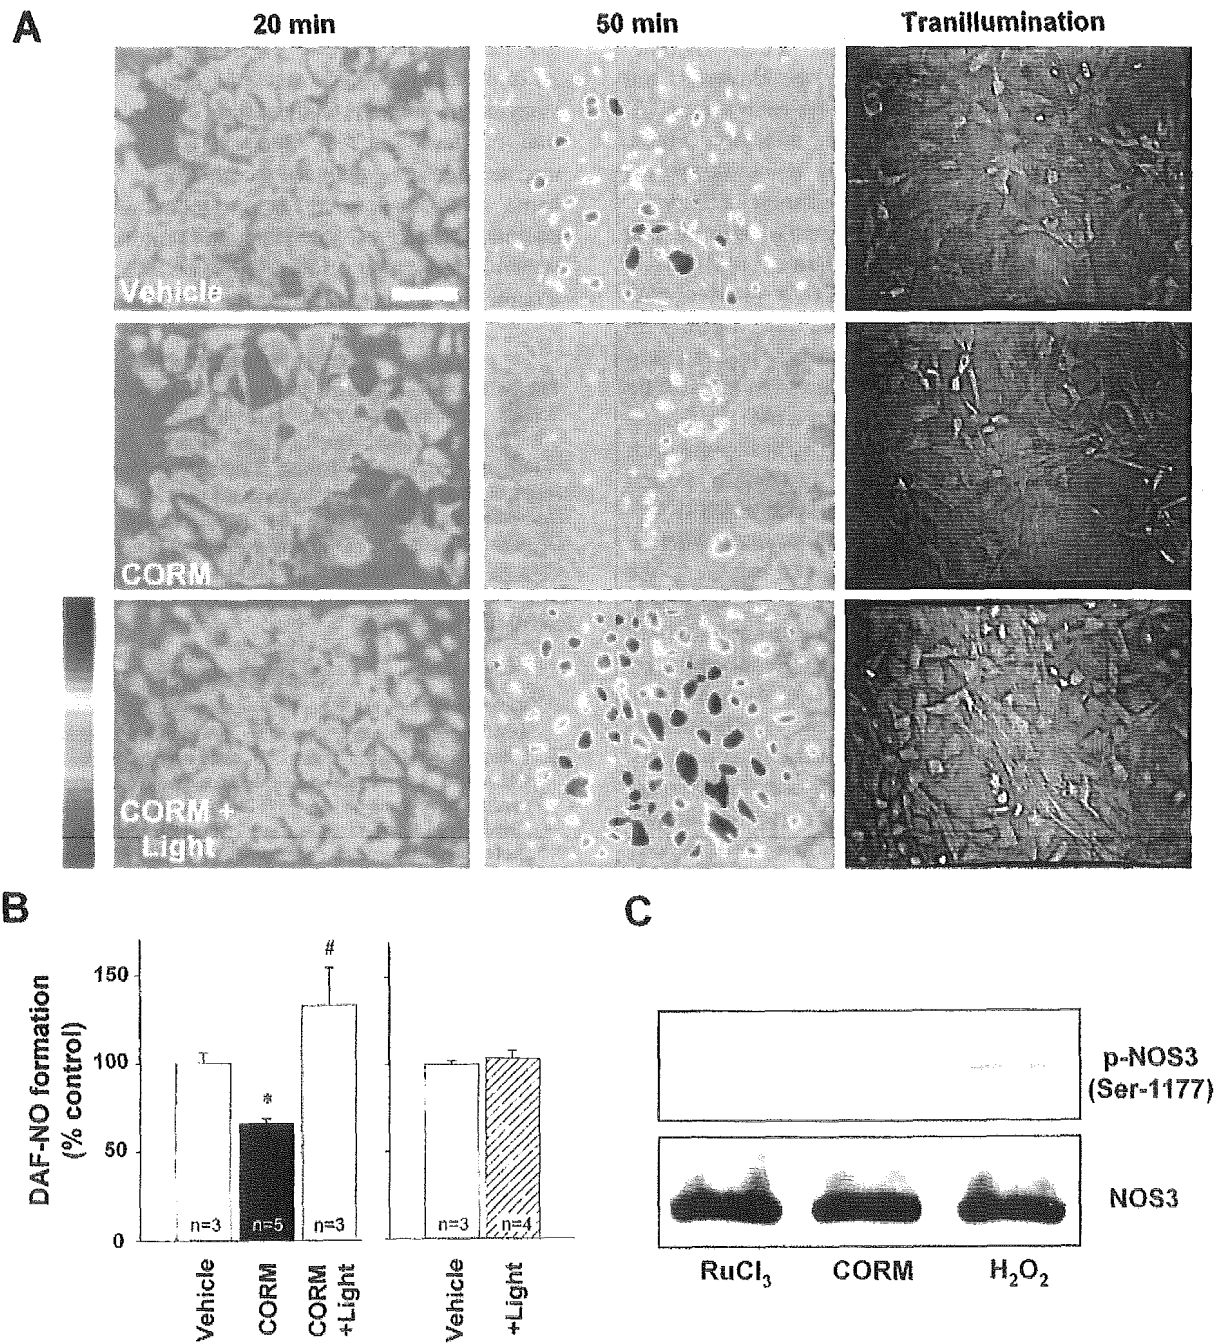 A
20 min
50 min
Tranillumination
Vehicle
CORM
CORM +
Light
B
DAF-NO formation
(% control)
150
100
50
0
*
#
n=3
n=5
n=3
n=3
n=4
Vehicle
CORM
CORM
+Light
Vehicle
+Light
C
p-NOS3
(Ser-1177)
NOS3
RuCl₃
CORM
H₂O₂